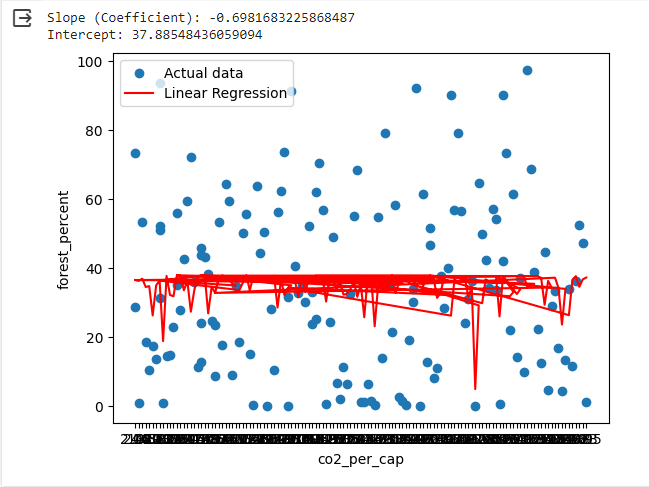 Slope (Coefficient): -0.6981683225868487
Intercept: 37.88548436059094
100
Actual data
Linear Regression
80
60
forest_percent
40
20
0
co2_per_cap